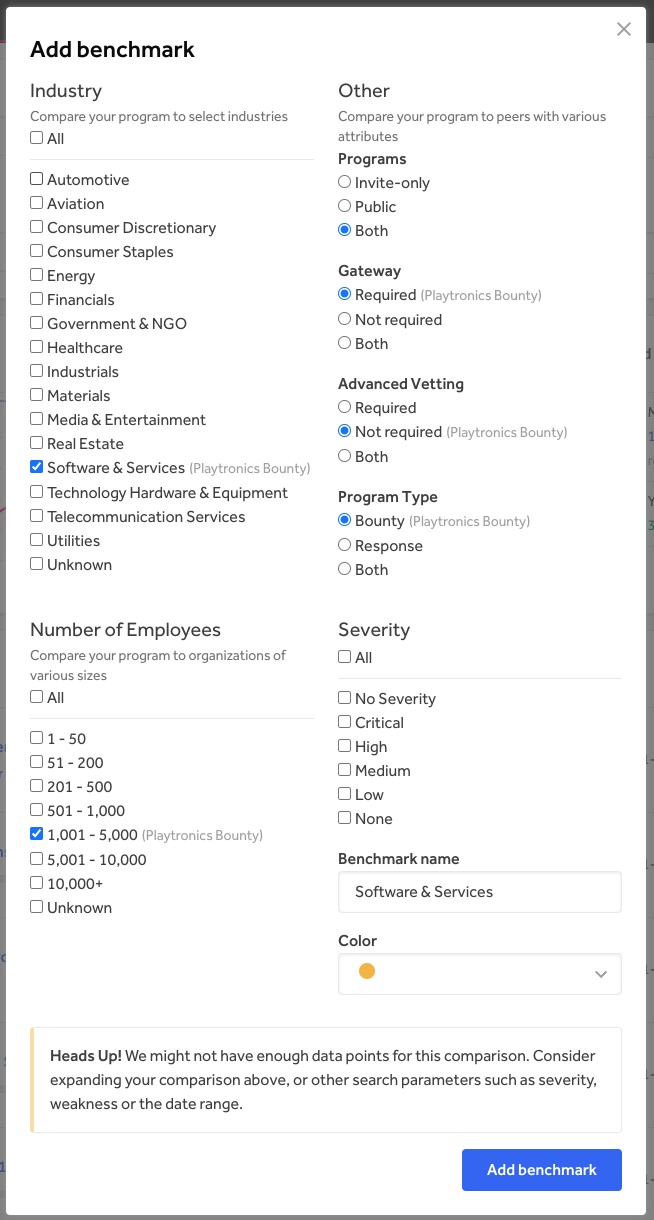 Add benchmark
Industry
Compare your program to select industries
All
Automotive
Aviation
Consumer Discretionary
Consumer Staples
Energy
Financials
Government & NGO
Healthcare
Industrials
Materials
Media & Entertainment
Real Estate
Software & Services (Playtronics Bounty)
Technology Hardware & Equipment
Telecommunication Services
Utilities
Unknown
Other
Compare your program to peers with various
attributes
Programs
Invite-only
Public
Both
Gateway
Required (Playtronics Bounty)
Not required
Both
Advanced Vetting
Required
Not required (Playtronics Bounty)
Both
Program Type
Bounty (Playtronics Bounty)
Response
Both
Number of Employees
Compare your program to organizations of
various sizes
All
1 - 50
51 - 200
201 - 500
501 - 1,000
1,001 - 5,000 (Playtronics Bounty)
5,001 - 10,000
10,000+
Unknown
Severity
All
No Severity
Critical
High
Medium
Low
None
Benchmark name
Software & Services
Color
Heads Up! We might not have enough data points for this comparison. Consider
expanding your comparison above, or other search parameters such as severity,
weakness or the date range.
Add benchmark